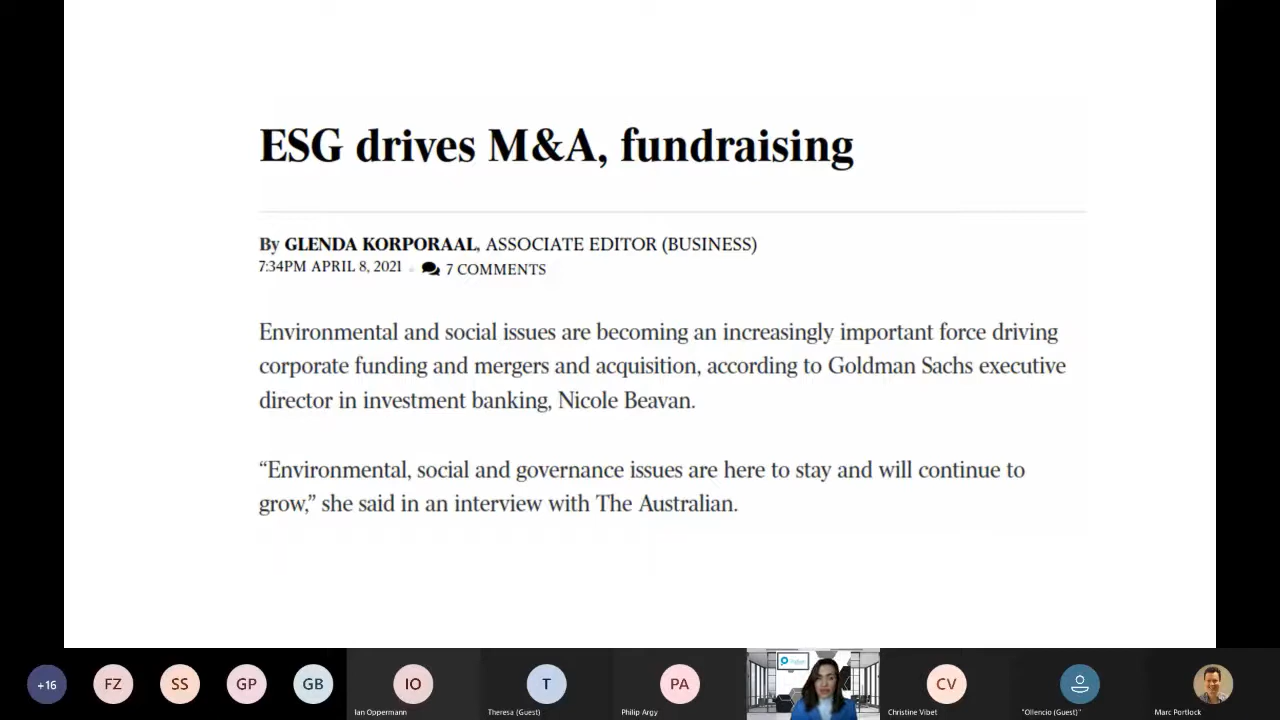 ESG drives M&A, fundraising
By GLENDA KORPORAAL, ASSOCIATE EDITOR (BUSINESS)
7:34PM APRIL 8, 2021 7 COMMENTS
Environmental and social issues are becoming an increasingly important force driving
corporate funding and mergers and acquisition, according to Goldman Sachs executive
director in investment banking, Nicole Beavan.
“Environmental, social and governance issues are here to stay and will continue to
grow,” she said in an interview with The Australian.
+16 FZ SS GP GB IO T PA CV
Ian Oppermann Theresa (Guest) Philip Argy Christine Vibet "Ollencio (Guest)" Marc Portlock